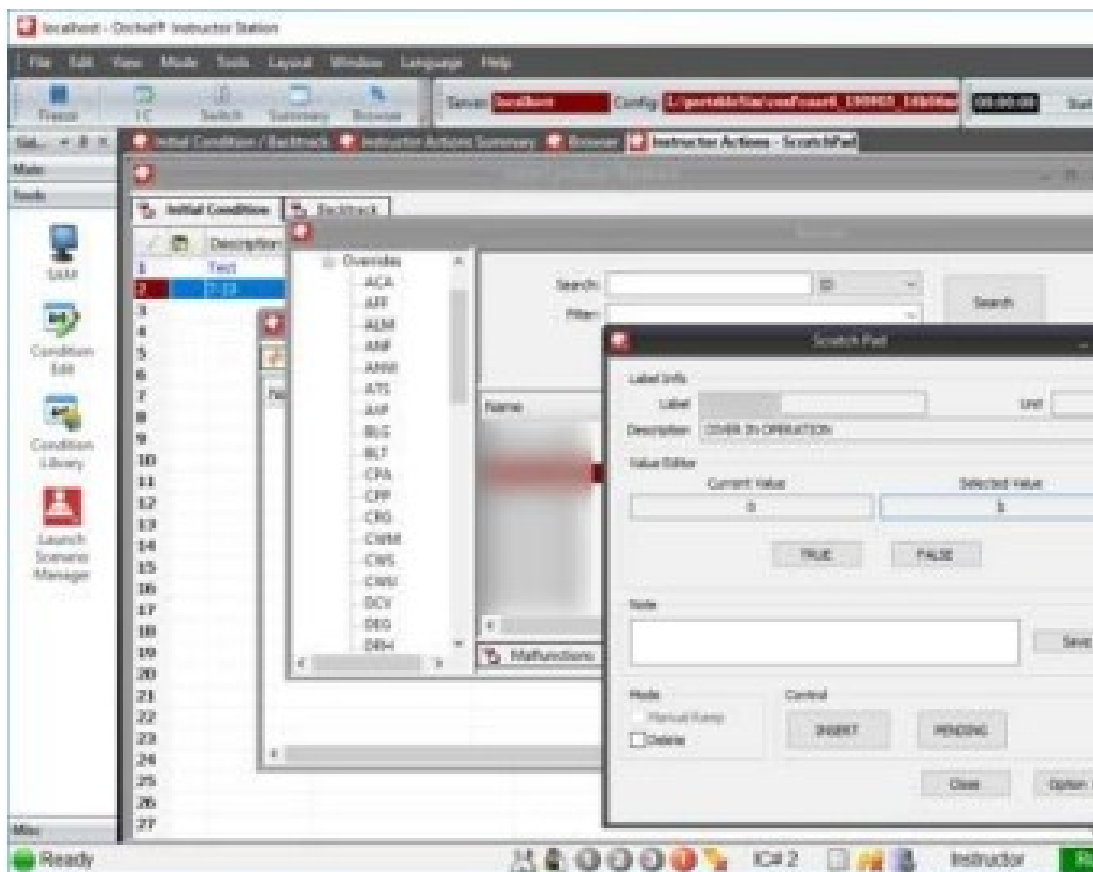 localhost - Orchid® Instructor Station
File Edit View Mode Tools Layout Window Language Help
Freeze I C Switch Summary Browser
Server: localhost Config: 00:00:00
Initial Condition / Backtrack Instructor Actions Summary Browser Instructor Actions - ScratchPad
Main
Tools
Initial Condition Backtrack
Description
1 Test
2
3
4
5
6
7
8
9
10
11
12
13
14
15
16
17
18
19
20
21
22
23
24
25
26
27
SAM
Condition Edit
Condition Library
Launch Scenario Manager
Misc
Overrides
ACA
AFF
ALM
ANP
ANW
ATS
BLG
BLT
CPA
CPP
CRG
CWM
CWS
CWU
DCV
DEG
DRH
Search: ID Search
Filter:
Name
Malfunctions
Scratch Pad
Label Info
Label Unit
Description OVER IN OPERATION
Value Editor
Current Value Selected Value
0 1
TRUE FALSE
Note
Save
Mode Control
Manual Ramp
Delete
INSERT PENDING
Close Option
Ready IC# 2 Instructor